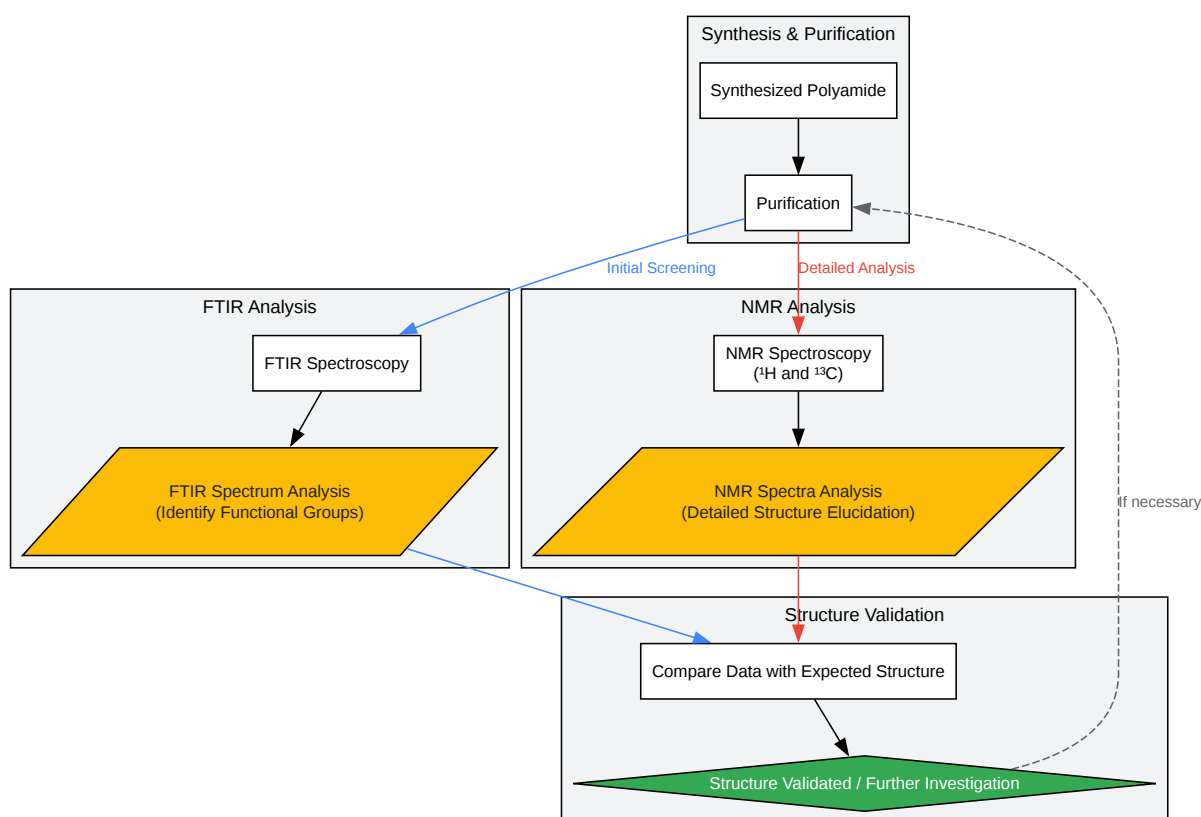 Synthesis & Purification
Synthesized Polyamide
Purification
Initial Screening
Detailed Analysis
FTIR Analysis
FTIR Spectroscopy
FTIR Spectrum Analysis
(Identify Functional Groups)
NMR Analysis
NMR Spectroscopy
(¹H and ¹³C)
NMR Spectra Analysis
(Detailed Structure Elucidation)
If necessary
Structure Validation
Compare Data with Expected Structure
Structure Validated / Further Investigation